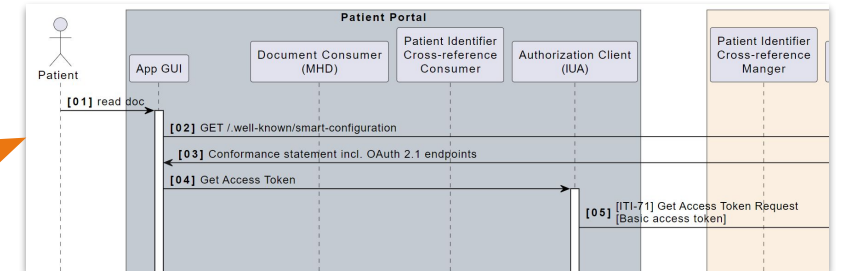 Patient Portal
Patient
App GUI
Document Consumer
(MHD)
Patient Identifier
Cross-reference
Consumer
Authorization Client
(IUA)
Patient Identifier
Cross-reference
Manger
[01] read doc
[02] GET /.well-known/smart-configuration
[03] Conformance statement incl. OAuth 2.1 endpoints
[04] Get Access Token
[05] [ITI-71] Get Access Token Request
[Basic access token]